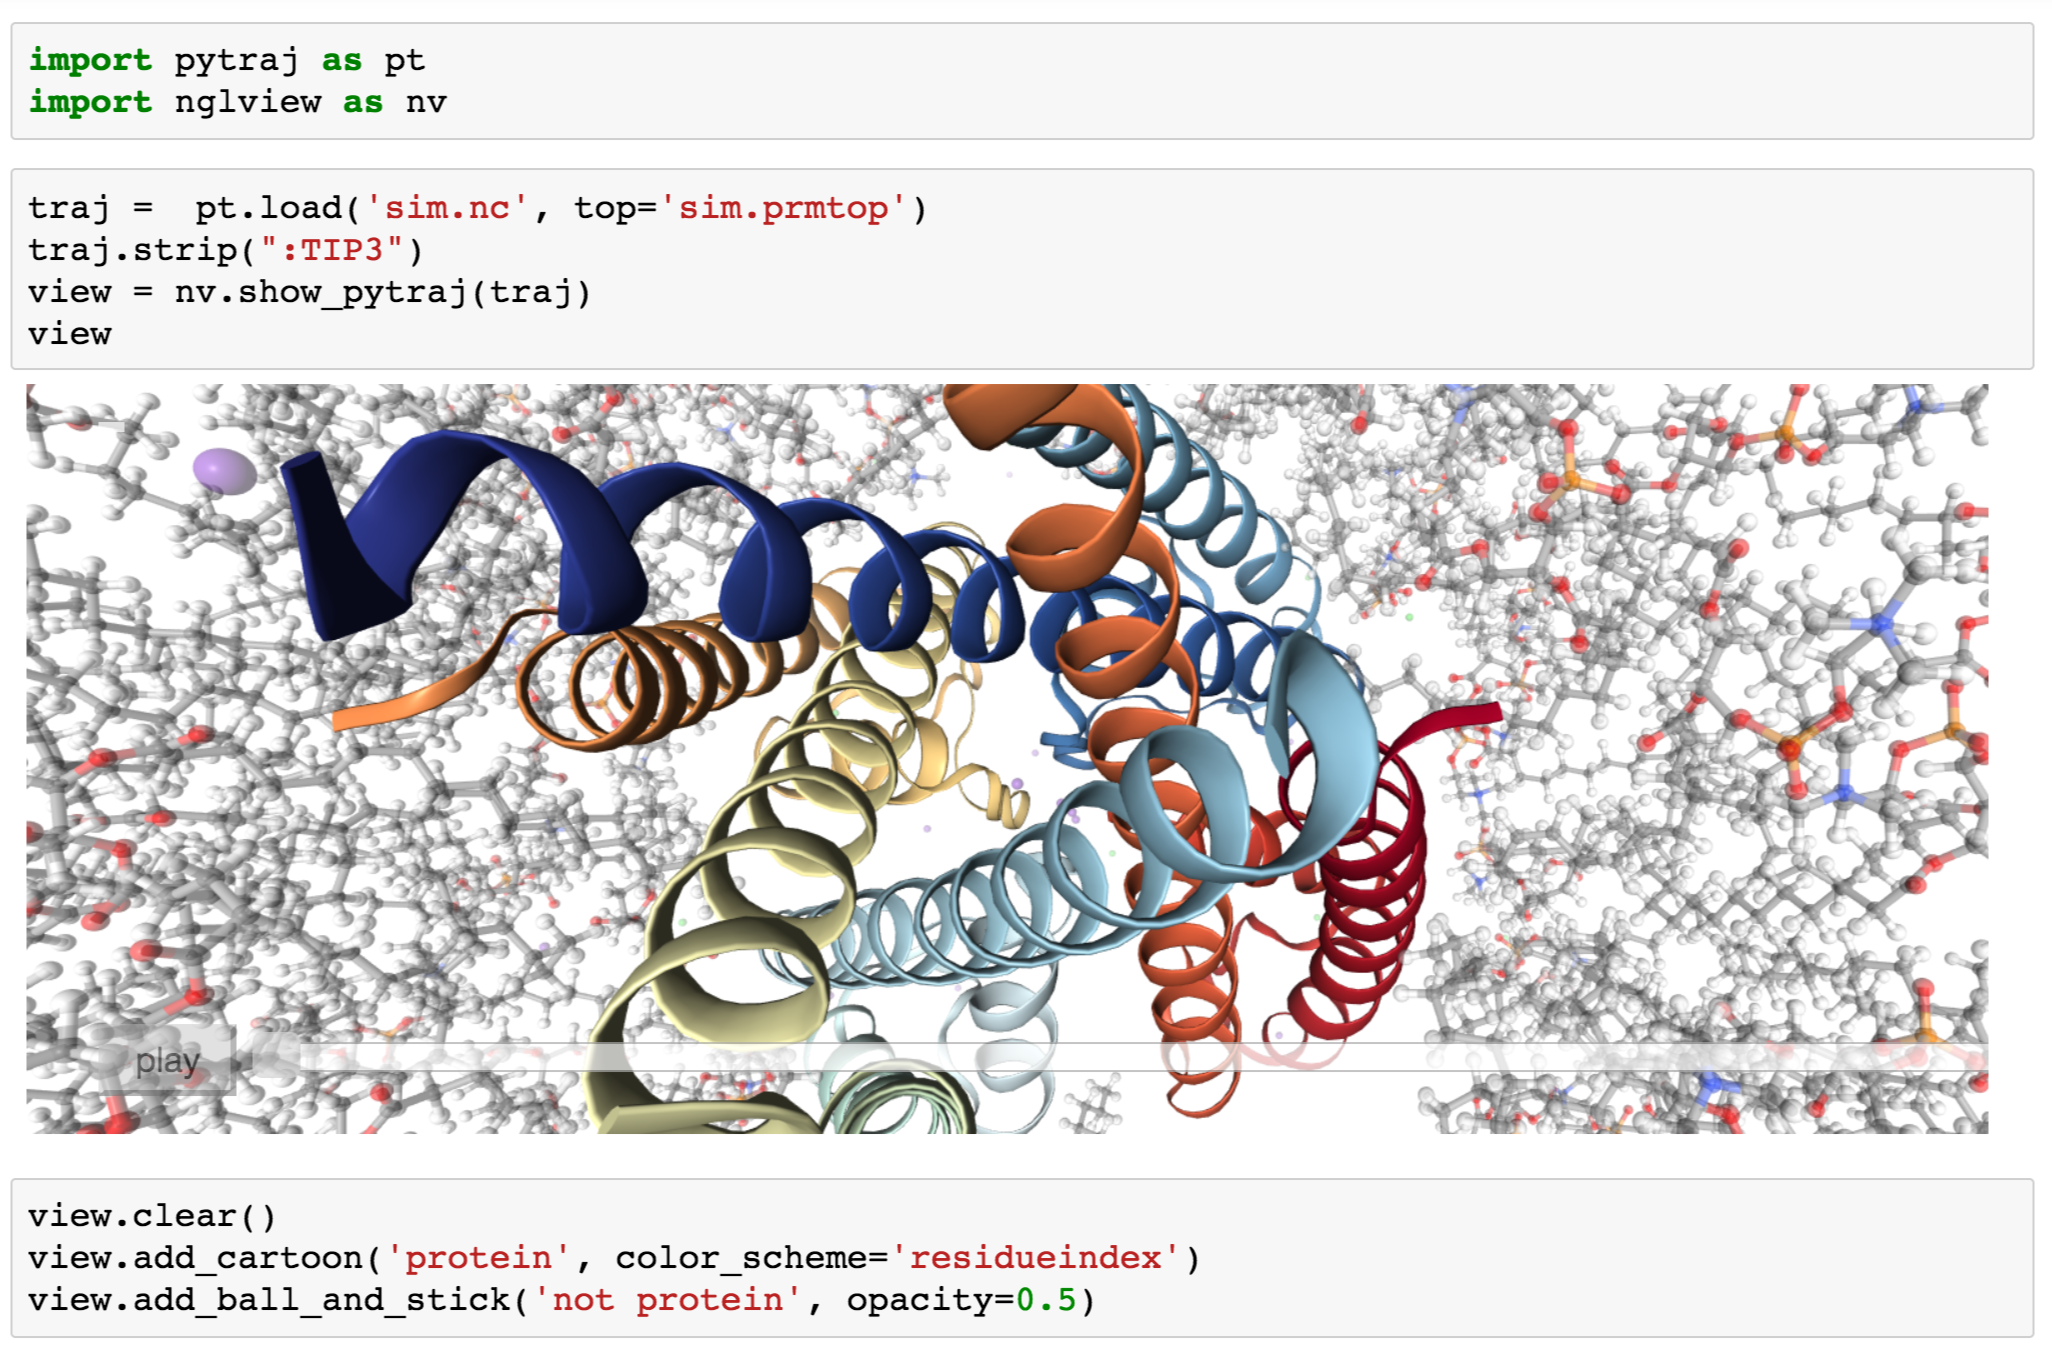 import pytraj as pt
import nglview as nv
traj =  pt.load('sim.nc', top='sim.prmtop')
traj.strip(":TIP3")
view = nv.show_pytraj(traj)
view
play
view.clear()
view.add_cartoon('protein', color_scheme='residueindex')
view.add_ball_and_stick('not protein', opacity=0.5)